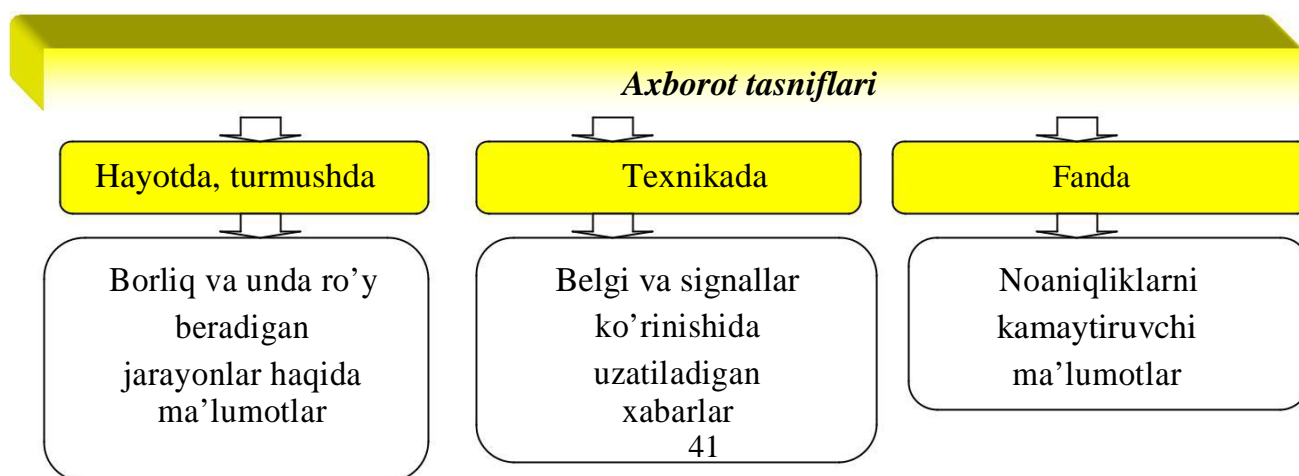 Axborot tasniflari
Hayotda, turmushda
Texnikada
Fanda
Borliq va unda ro’y
beradigan
jarayonlar haqida
ma’lumotlar
Belgi va signallar
ko’rinishida
uzatiladigan
xabarlar
41
Noaniqliklarni
kamaytiruvchi
ma’lumotlar